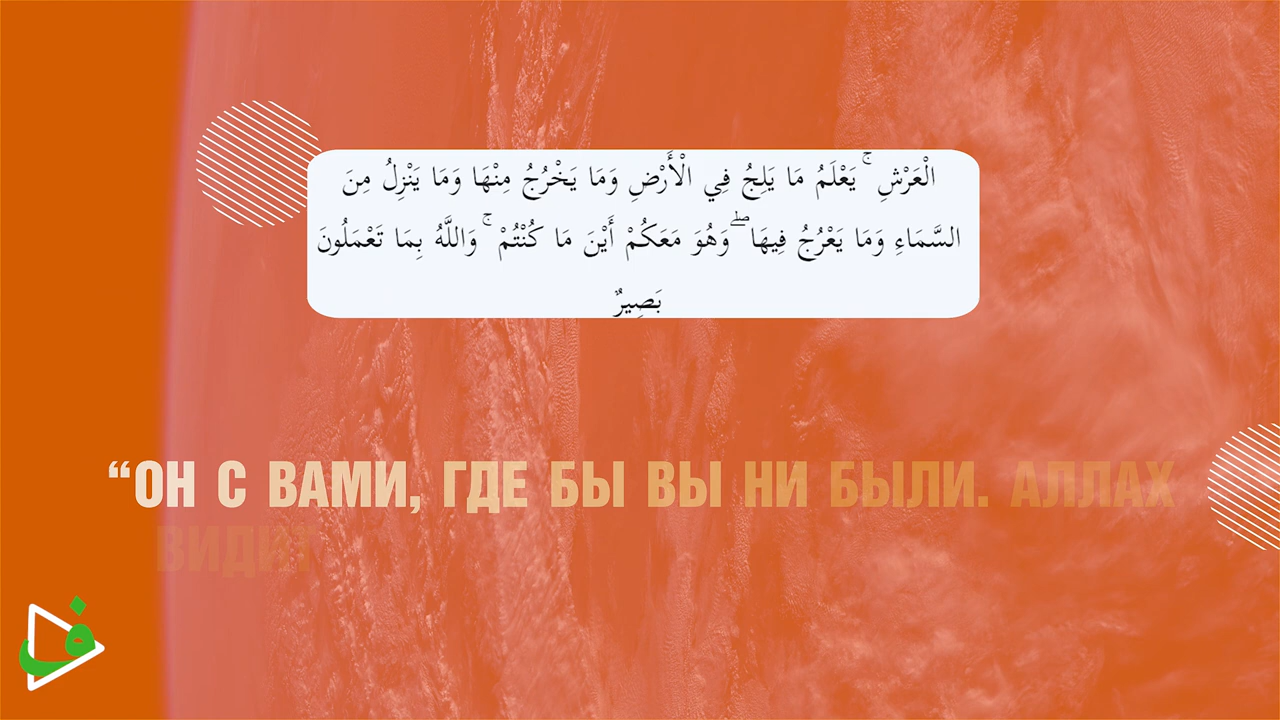 الْعَرْشِ ۚ يَعْلَمُ مَا يَلِجُ فِي الْأَرْضِ وَمَا يَخْرُجُ مِنْهَا وَمَا يَنْزِلُ مِنَ
السَّمَاءِ وَمَا يَعْرُجُ فِيهَا ۖ وَهُوَ مَعَكُمْ أَيْنَ مَا كُنْتُمْ ۚ وَاللَّهُ بِمَا تَعْمَلُونَ
بَصِيرٌ
“ОН С ВАМИ, ГДЕ БЫ ВЫ НИ БЫЛИ. АЛЛАХ
ВИДИТ
ف